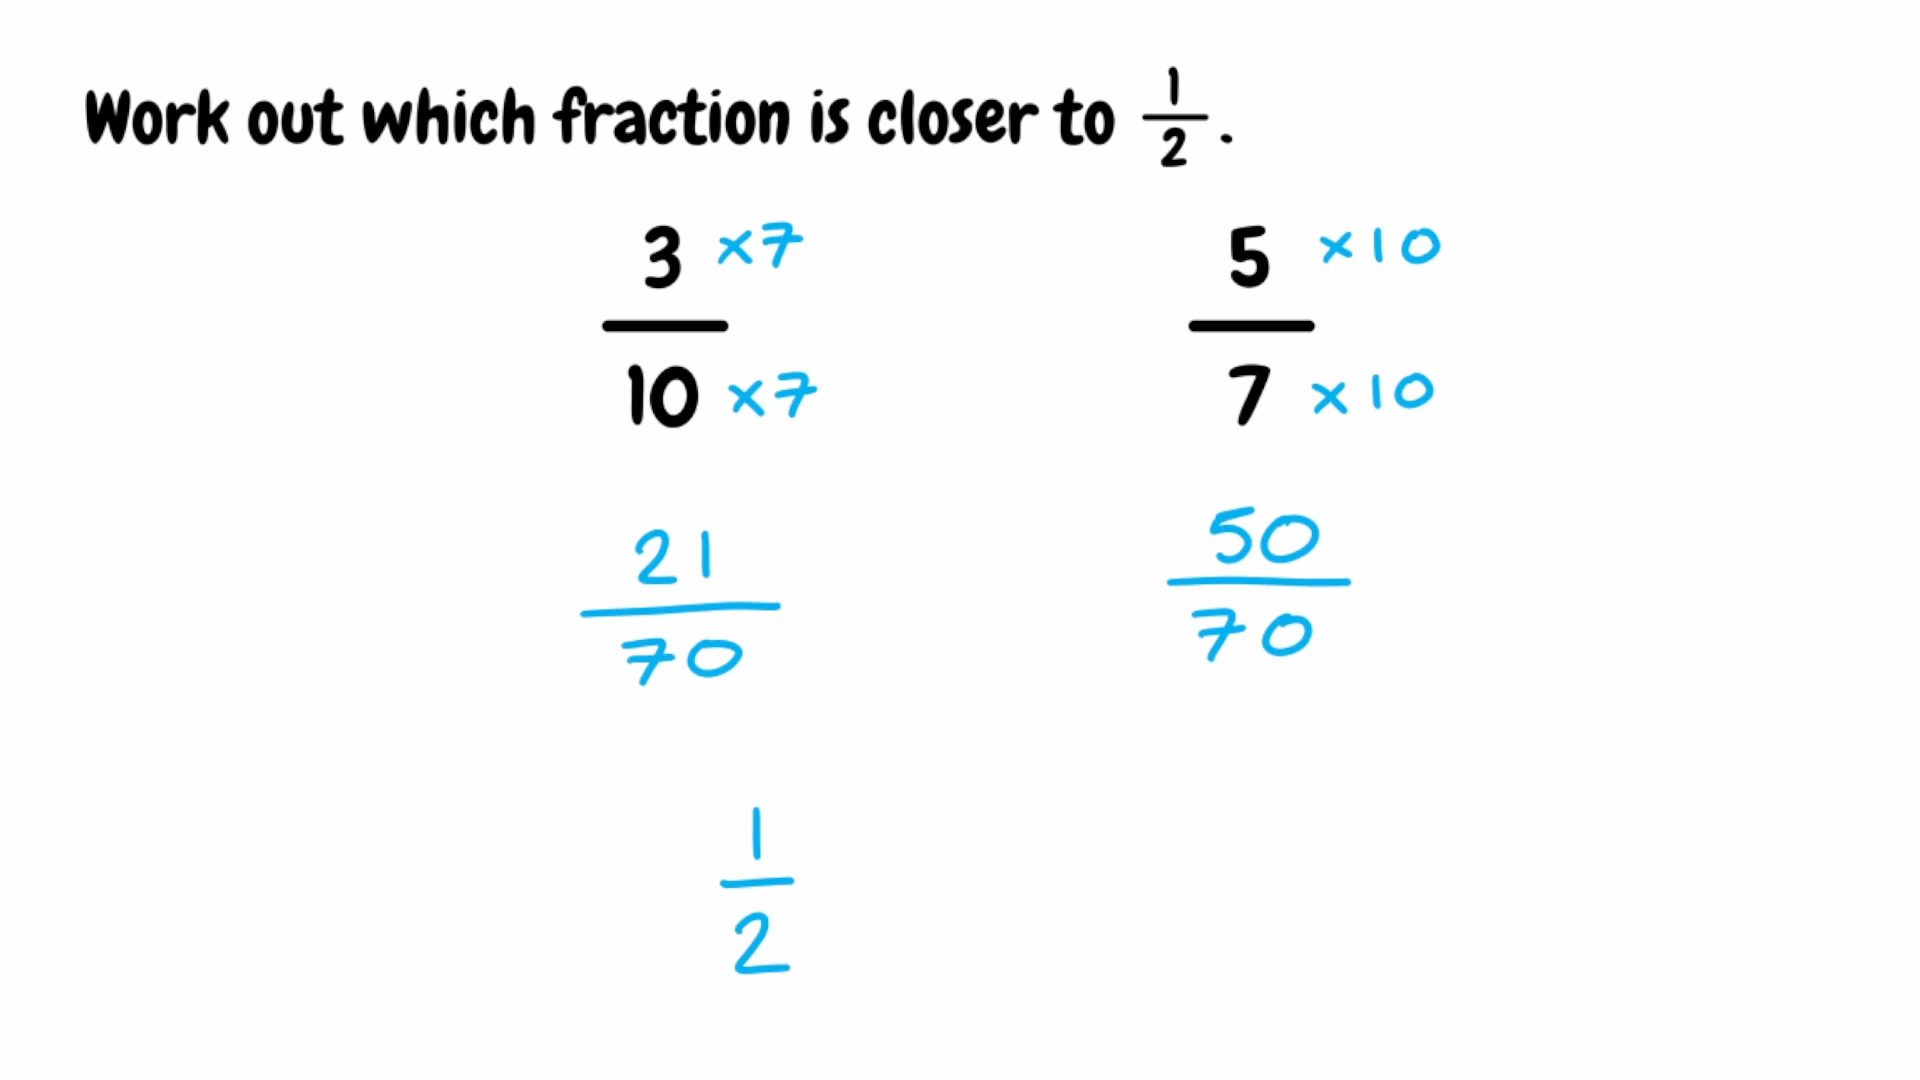 Work out which fraction is closer to 1/2.
3 ×7    5 ×10
10 ×7    7 ×10
21/70    50/70
1/2